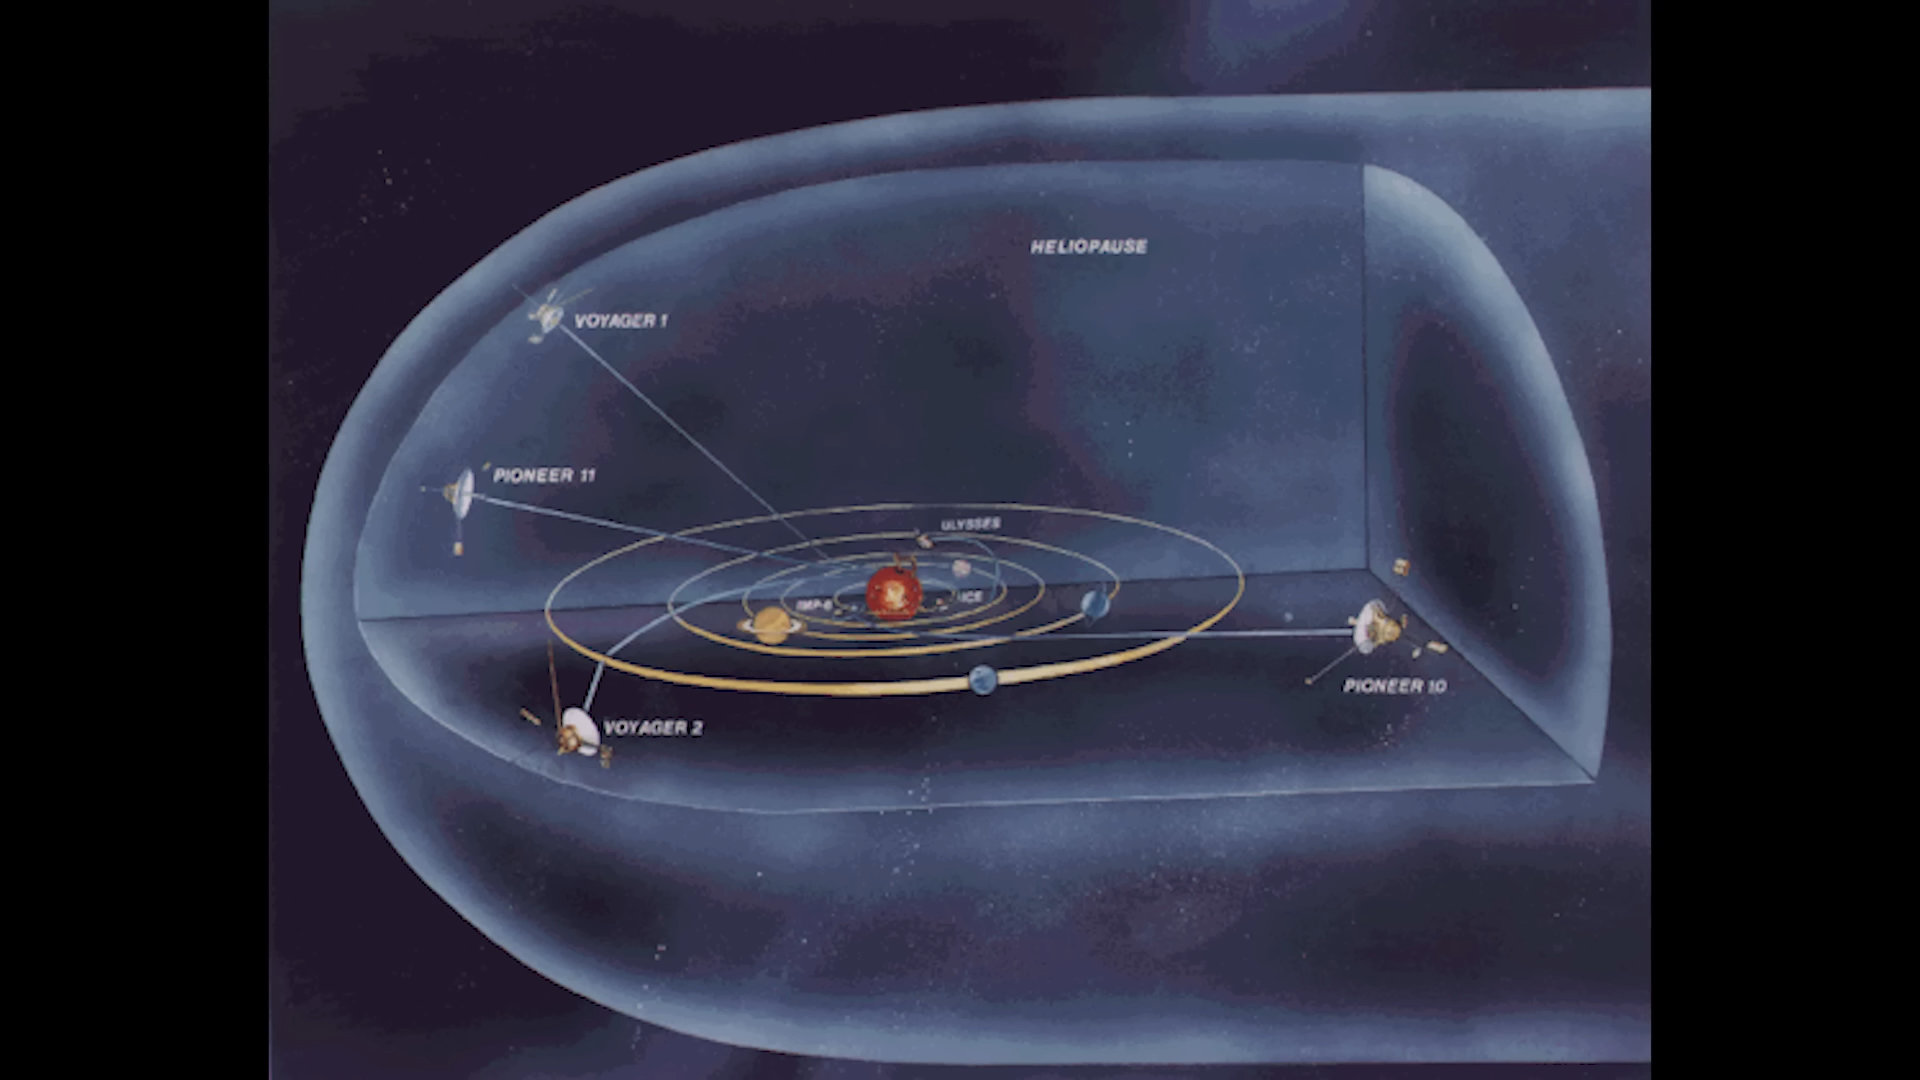 HELIOPAUSE
VOYAGER 1
PIONEER 11
ULYSSES
IMP-8
ICE
PIONEER 10
VOYAGER 2